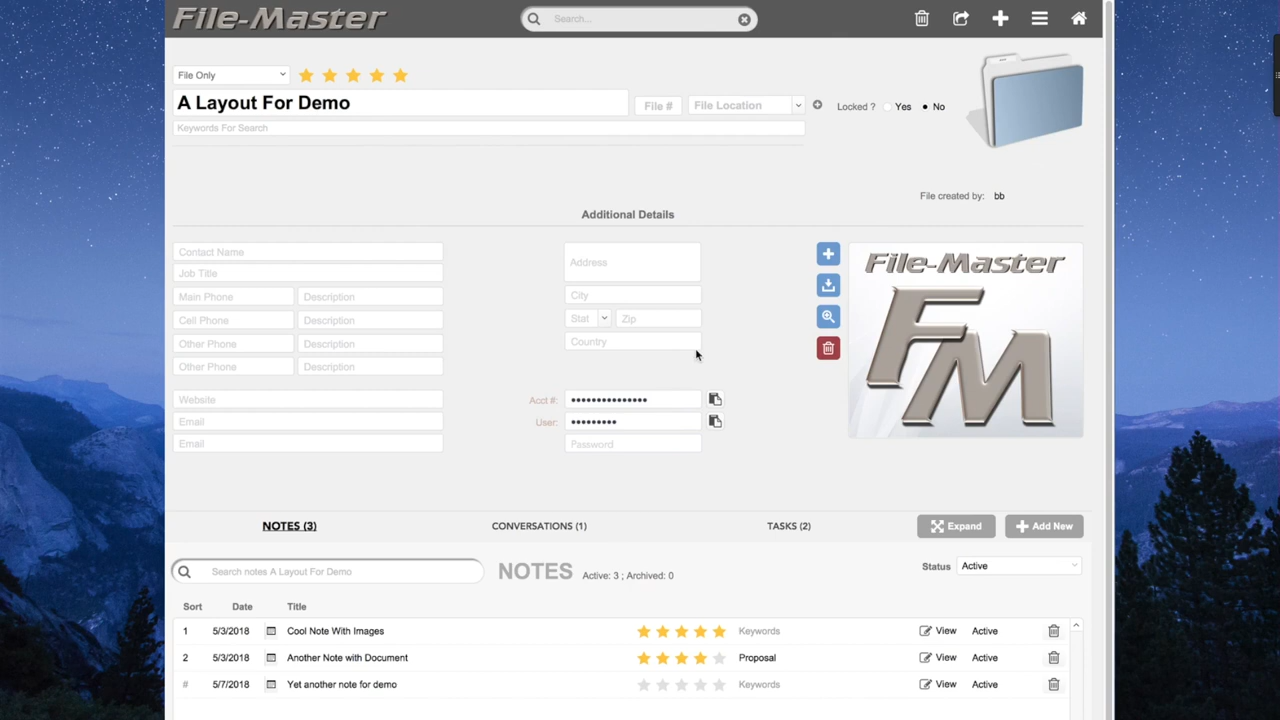 File-Master
Search...
File Only
A Layout For Demo
File #
File Location
Locked ?
Yes
No
Keywords For Search
File created by: bb
Additional Details
Contact Name
Job Title
Main Phone
Description
Cell Phone
Description
Other Phone
Description
Other Phone
Description
Website
Email
Email
Address
City
Stat
Zip
Country
Acct #: •••••••••••••••
User: •••••••••
Password
File-Master
FM
NOTES (3)
CONVERSATIONS (1)
TASKS (2)
Expand
Add New
Search notes A Layout For Demo
NOTES Active: 3 ; Archived: 0
Status Active
Sort Date Title
1 5/3/2018 Cool Note With Images Keywords View Active
2 5/3/2018 Another Note with Document Proposal View Active
# 5/7/2018 Yet another note for demo Keywords View Active